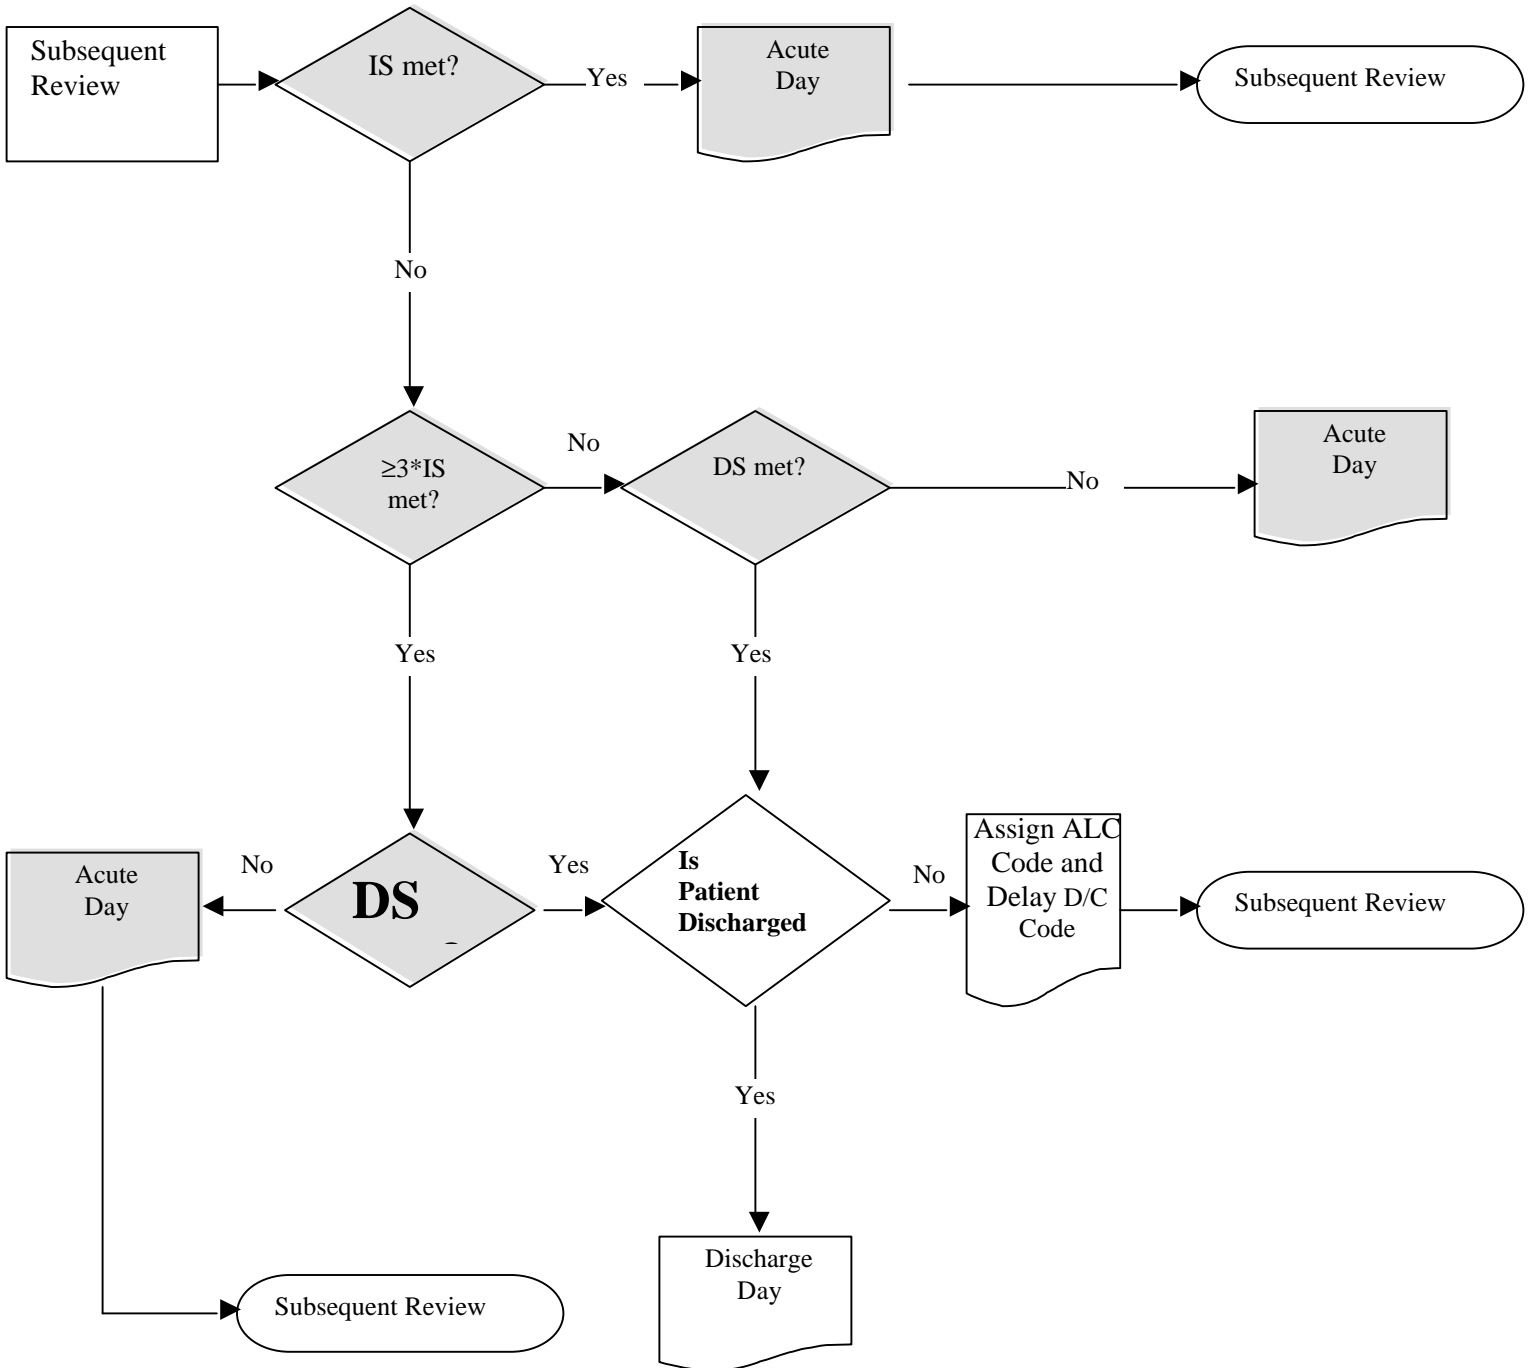 Subsequent
Review
IS met?
Yes
Acute
Day
Subsequent Review
No
≥3*IS
met?
No
DS met?
No
Acute
Day
Yes
Yes
Acute
Day
No
DS
Yes
Is
Patient
Discharged
No
Assign ALC
Code and
Delay D/C
Code
Subsequent Review
Yes
Discharge
Day
Subsequent Review